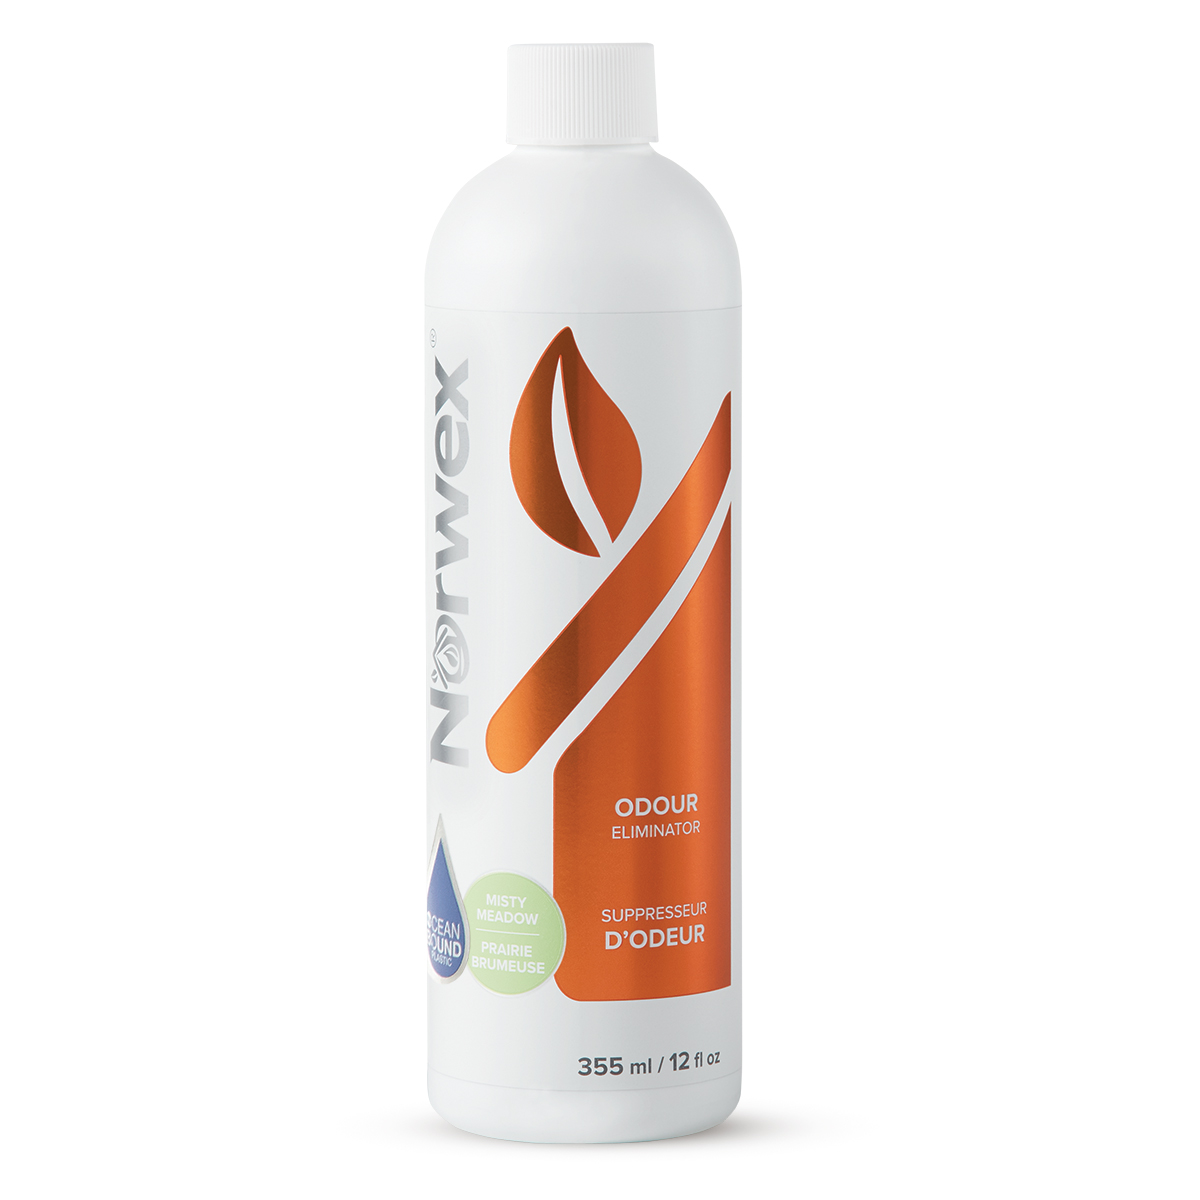 Norwex®
ODOUR
ELIMINATOR
SUPPRESSEUR
D'ODEUR
MISTY
MEADOW
PRAIRIE
BRUMEUSE
OCEAN
BOUND
PLASTIC
355 ml / 12 fl oz